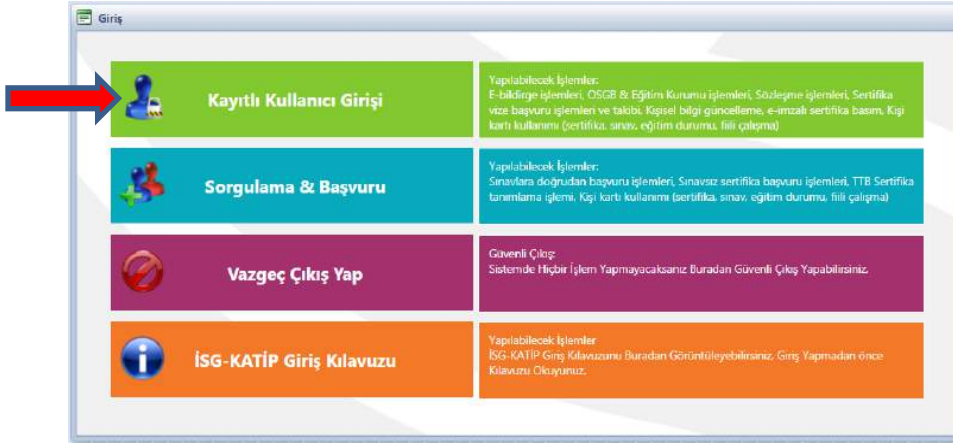 Giriş
Kayıtlı Kullanıcı Girişi
Yapılabilecek İşlemler:
E-bildirge işlemleri, OSGB & Eğitim Kurumu işlemleri, Sözleşme işlemleri, Sertifika
vize başvuru işlemleri ve takibi, Kişisel bilgi güncelleme, e-imzalı sertifika basım, Kişi
kartı kullanımı (sertifika, sınav, eğitim durumu, fiili çalışma)
Sorgulama & Başvuru
Yapılabilecek İşlemler:
Sınavlara doğrudan başvuru işlemleri, Sınavsız sertifika başvuru işlemleri, TTB Sertifika
tanımlama işlemi, Kişi kartı kullanımı (sertifika, sınav, eğitim durumu, fiili çalışma)
Vazgeç Çıkış Yap
Güvenli Çıkış:
Sistemde Hiçbir İşlem Yapmayacaksanız Buradan Güvenli Çıkış Yapabilirsiniz.
İSG-KATİP Giriş Kılavuzu
Yapılabilecek İşlemler
İSG-KATİP Giriş Kılavuzunu Buradan Görüntüleyebilirsiniz, Giriş Yapmadan önce
Kılavuzu Okuyunuz.